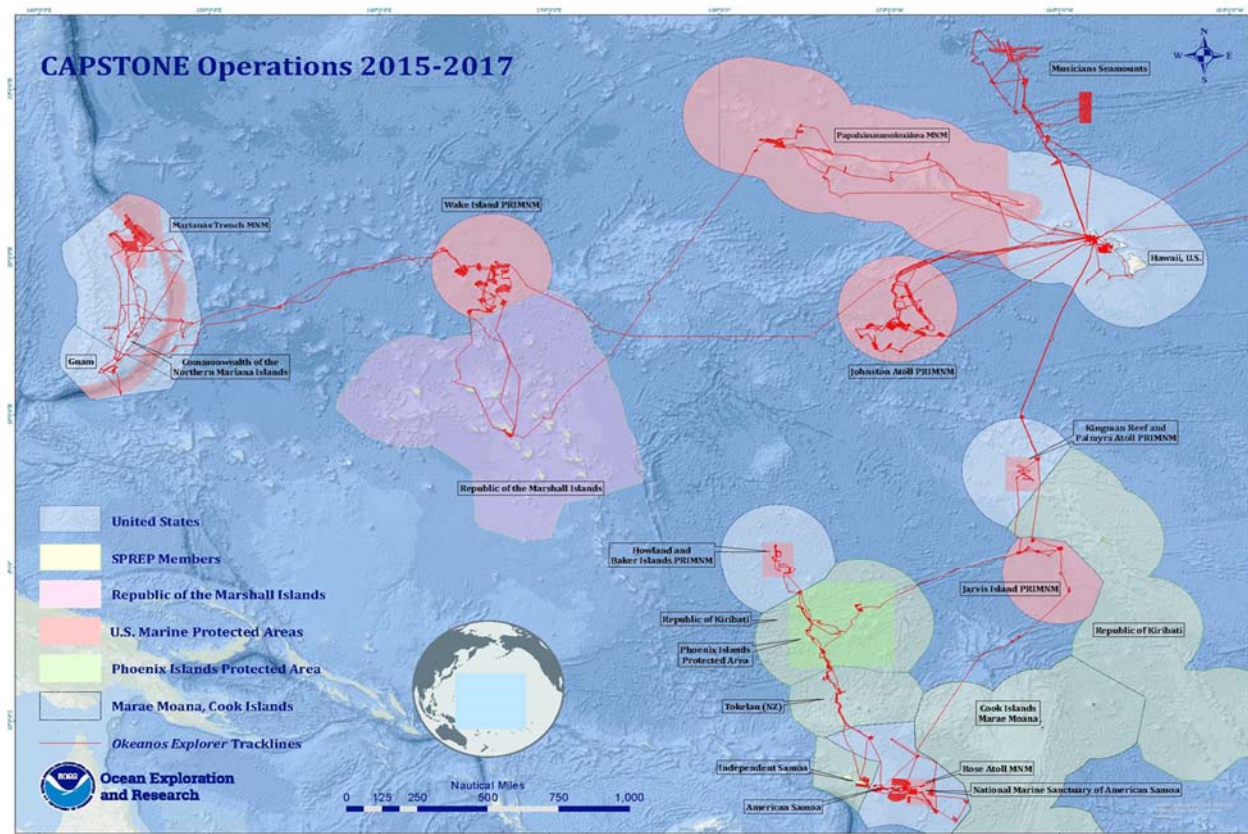 CAPSTONE Operations 2015-2017
N
W
E
S
Musicians Seamounts
Papahānaumokuākea MNM
Marianas Trench MNM
Wake Island PRIMNM
Hawaii, U.S.
Guam
Commonwealth of the
Northern Mariana Islands
Johnston Atoll PRIMNM
Kingman Reef and
Palmyra Atoll PRIMNM
Republic of the Marshall Islands
Howland and
Baker Islands PRIMNM
Jarvis Island PRIMNM
Republic of Kiribati
Republic of Kiribati
Phoenix Islands
Protected Area
Tokelau (NZ)
Cook Islands
Marae Moana
Independent Samoa
Rose Atoll MNM
National Marine Sanctuary of American Samoa
American Samoa
United States
SPREP Members
Republic of the Marshall Islands
U.S. Marine Protected Areas
Phoenix Islands Protected Area
Marae Moana, Cook Islands
Okeanos Explorer Tracklines
Ocean Exploration
and Research
Nautical Miles
0 125 250 500 750 1,000